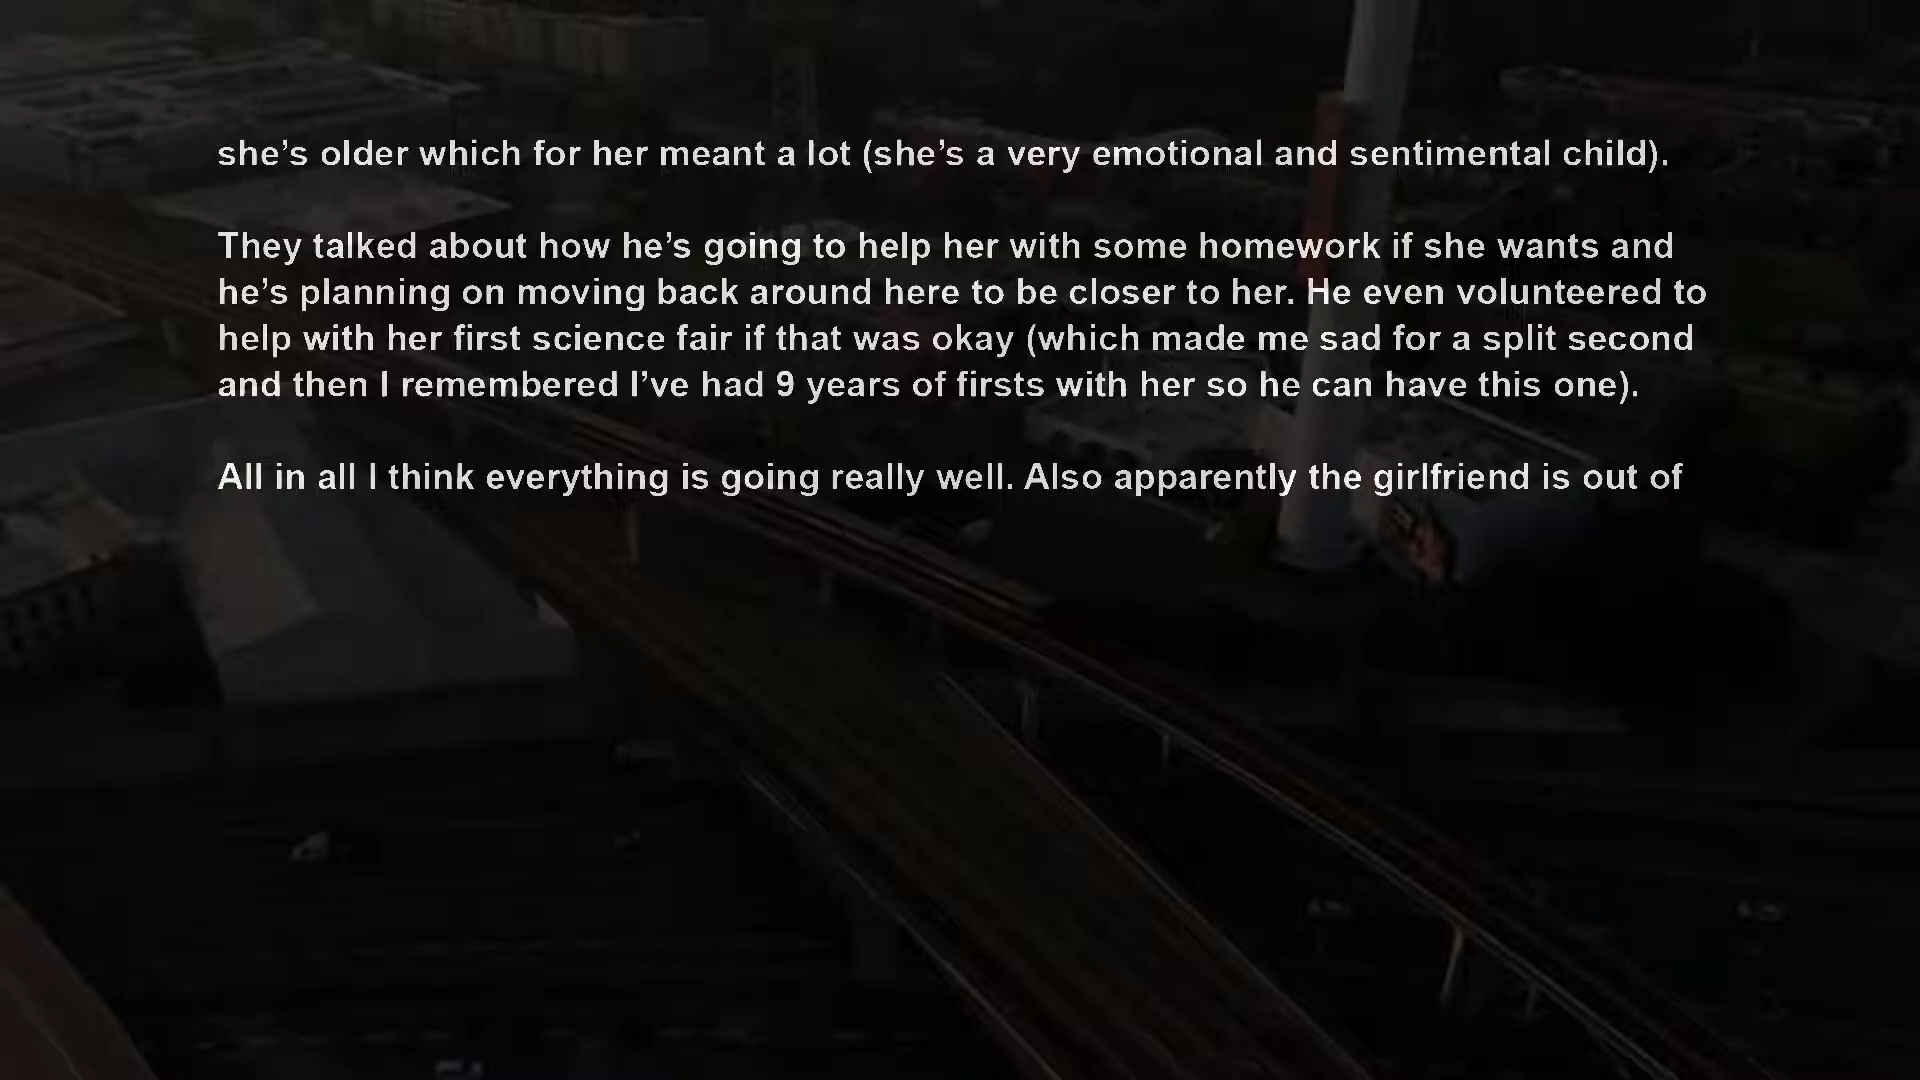 she’s older which for her meant a lot (she’s a very emotional and sentimental child).
They talked about how he’s going to help her with some homework if she wants and
he’s planning on moving back around here to be closer to her. He even volunteered to
help with her first science fair if that was okay (which made me sad for a split second
and then I remembered I’ve had 9 years of firsts with her so he can have this one).
All in all I think everything is going really well. Also apparently the girlfriend is out of